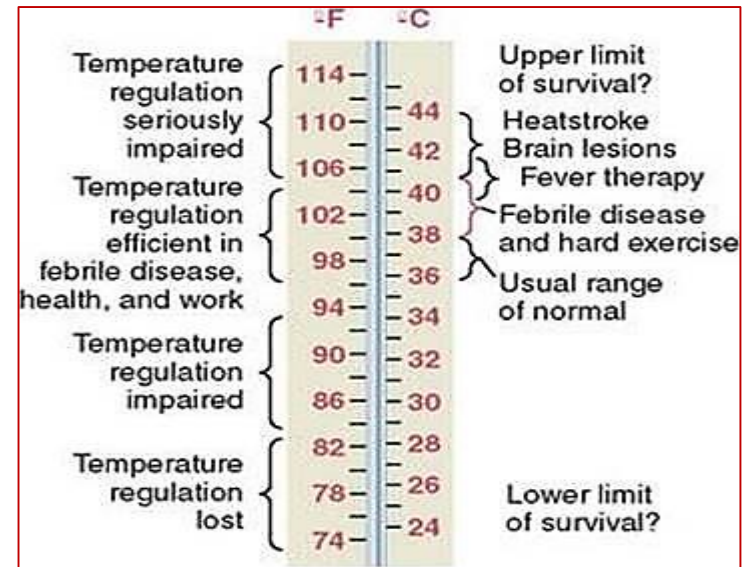 °F °C
Temperature
regulation
seriously
impaired
Temperature
regulation
efficient in
febrile disease,
health, and work
Temperature
regulation
impaired
Temperature
regulation
lost
114
110
106
102
98
94
90
86
82
78
74
44
42
40
38
36
34
32
30
28
26
24
Upper limit
of survival?
Heatstroke
Brain lesions
Fever therapy
Febrile disease
and hard exercise
Usual range
of normal
Lower limit
of survival?